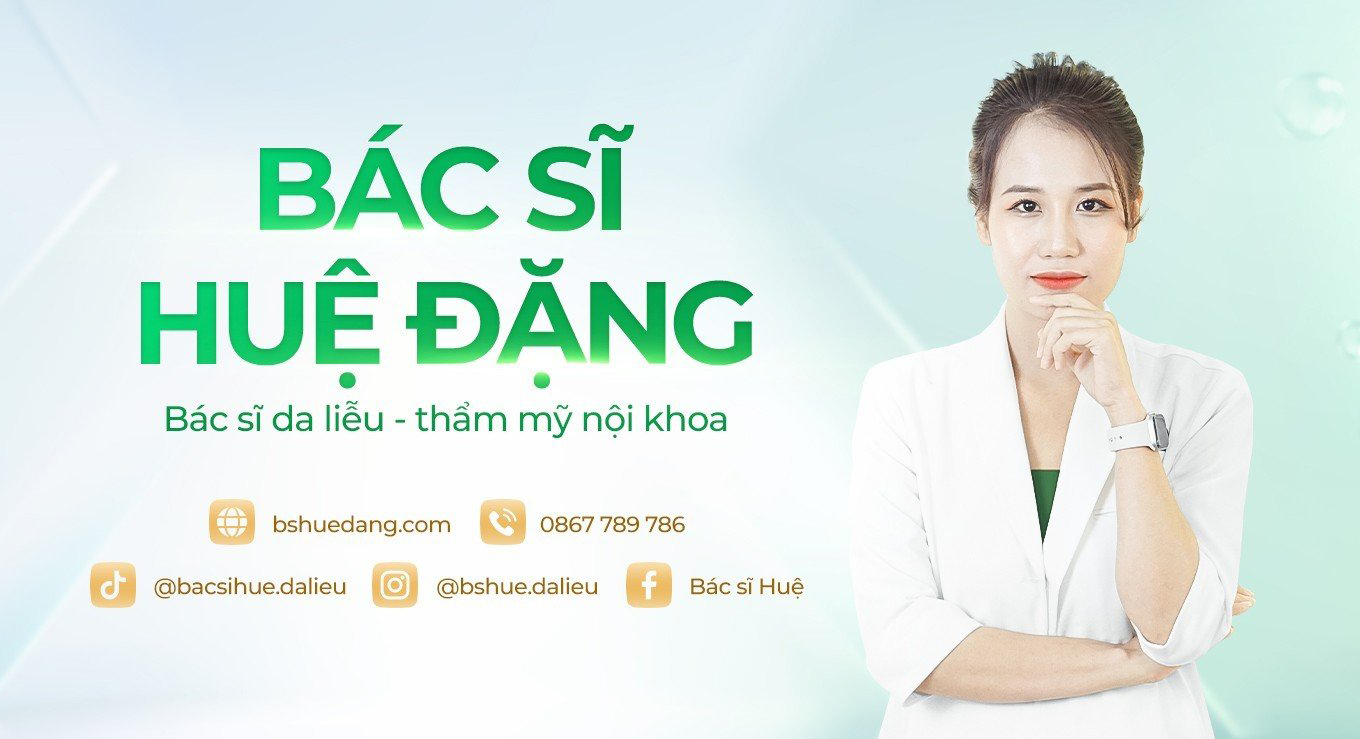 BÁC SĨ
HUỆ ĐẶNG
Bác sĩ da liễu - thẩm mỹ nội khoa
bshuedang.com 0867 789 786
@bacsihue.dalieu @bshue.dalieu Bác sĩ Huệ